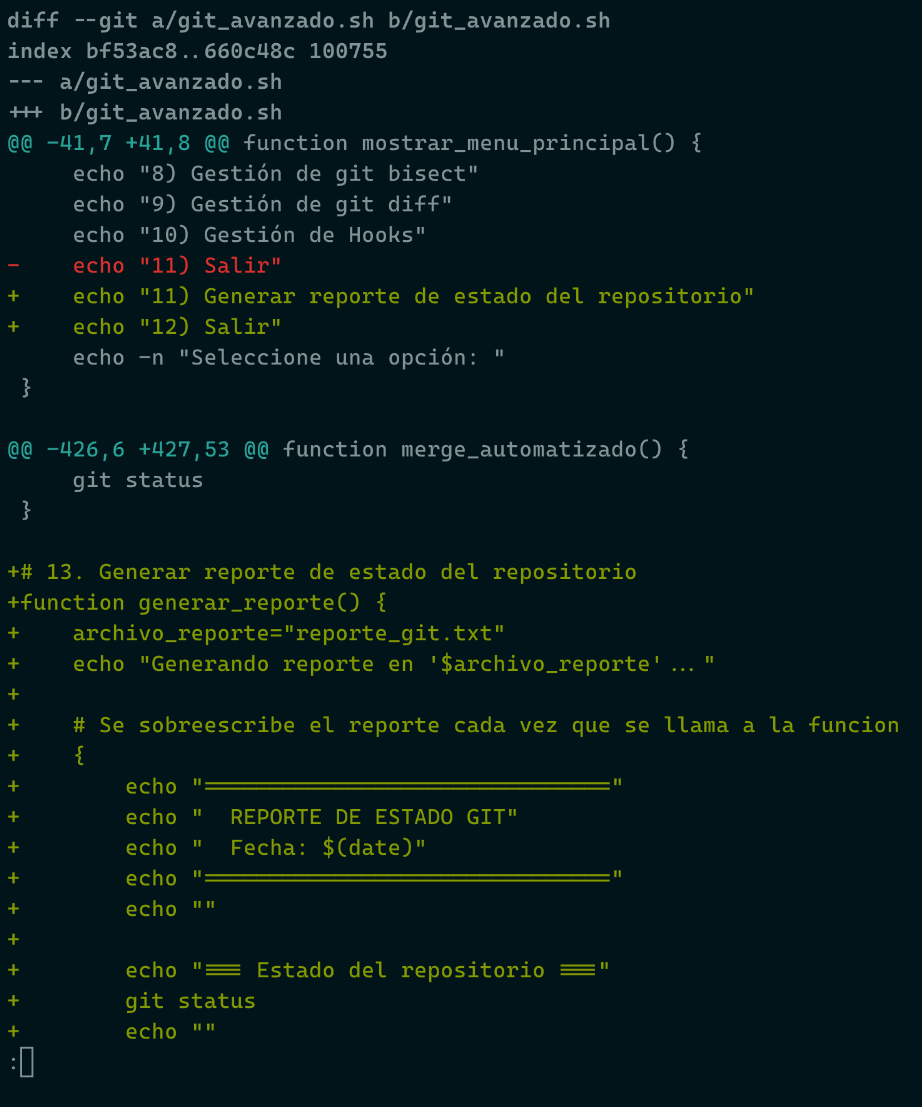 diff --git a/git_avanzado.sh b/git_avanzado.sh
index bf53ac8..660c48c 100755
--- a/git_avanzado.sh
+++ b/git_avanzado.sh
@@ -41,7 +41,8 @@ function mostrar_menu_principal() {
     echo "8) Gestión de git bisect"
     echo "9) Gestión de git diff"
     echo "10) Gestión de Hooks"
-    echo "11) Salir"
+    echo "11) Generar reporte de estado del repositorio"
+    echo "12) Salir"
     echo -n "Seleccione una opción: "
 }
@@ -426,6 +427,53 @@ function merge_automatizado() {
     git status
 }
+# 13. Generar reporte de estado del repositorio
+function generar_reporte() {
+    archivo_reporte="reporte_git.txt"
+    echo "Generando reporte en '$archivo_reporte'..."
+
+    # Se sobreescribe el reporte cada vez que se llama a la funcion
+    {
+        echo "==============================="
+        echo "  REPORTE DE ESTADO GIT"
+        echo "  Fecha: $(date)"
+        echo "==============================="
+        echo ""
+
+        echo "=== Estado del repositorio ==="
+        git status
+        echo ""
: